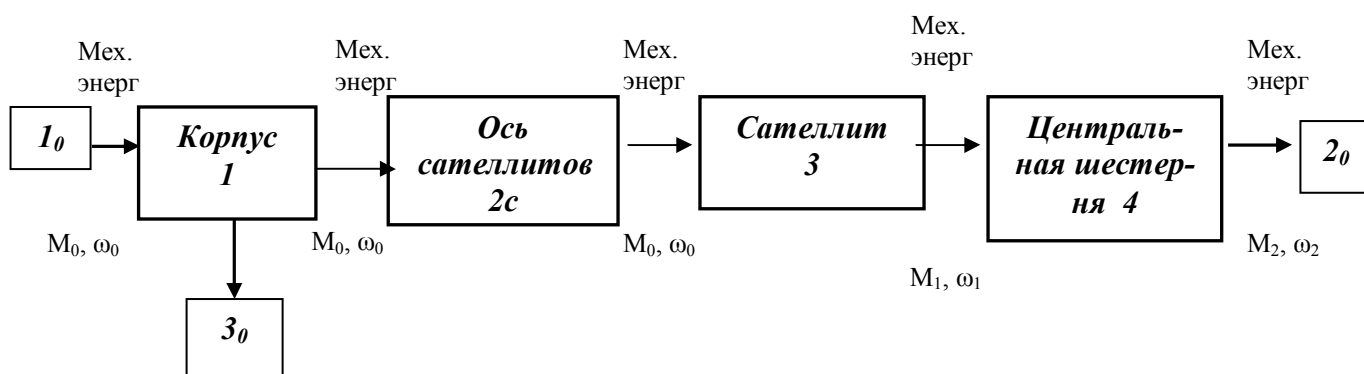 Мех.
энерг
Мех.
энерг
Мех.
энерг
Мех.
энерг
Мех.
энерг
1₀
Корпус
1
Ось
сателлитов
2с
Сателлит
3
Централь-
ная шестер-
ня 4
2₀
M₀, ω₀
M₀, ω₀
M₀, ω₀
M₁, ω₁
M₂, ω₂
3₀